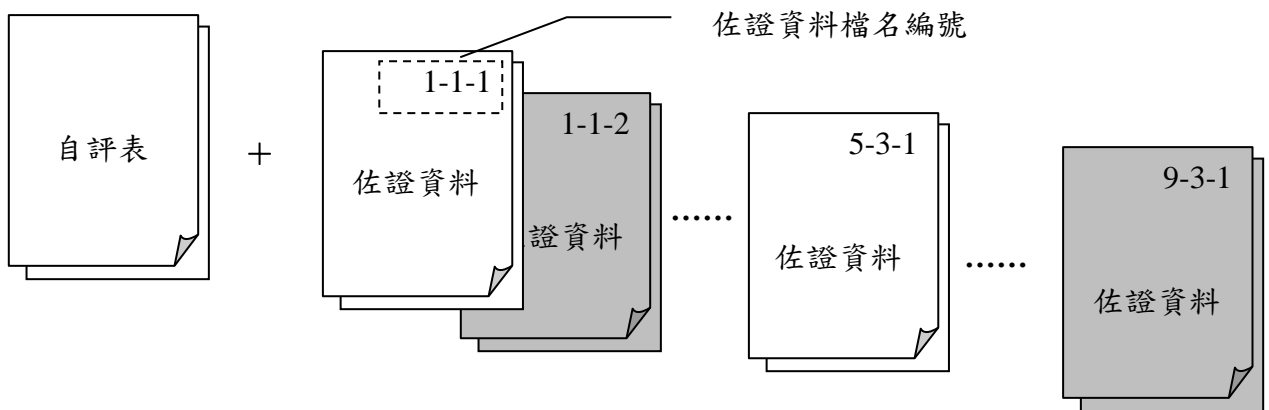 佐證資料檔名編號
自評表
+
1-1-1
佐證資料
1-1-2
證資料
......
5-3-1
佐證資料
......
9-3-1
佐證資料